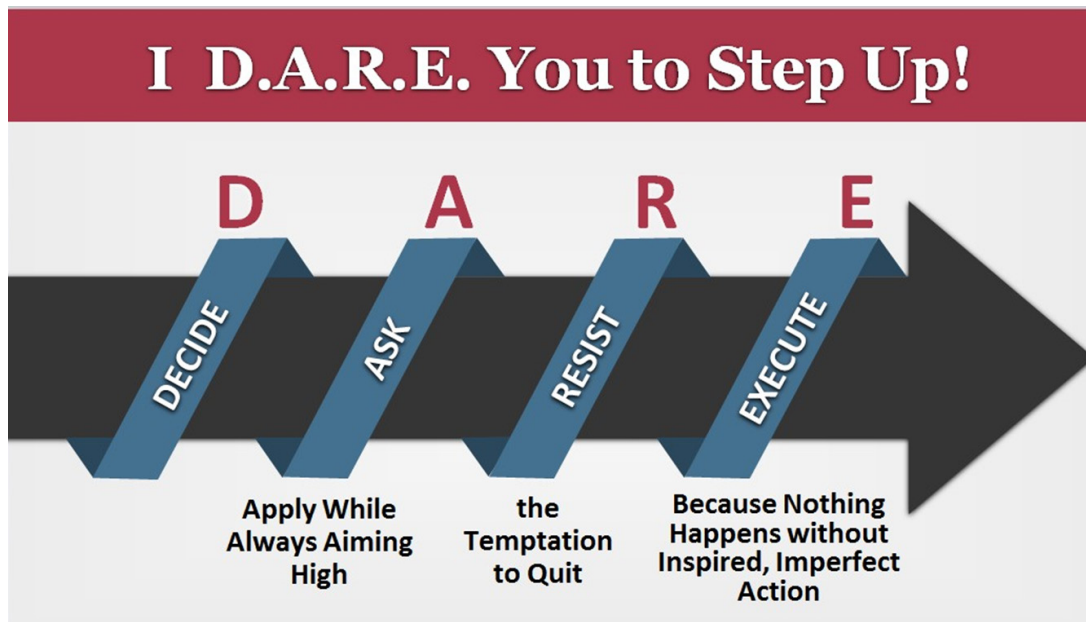 I D.A.R.E. You to Step Up!
D A R E
DECIDE
ASK
RESIST
EXECUTE
Apply While
Always Aiming
High
the
Temptation
to Quit
Because Nothing
Happens without
Inspired, Imperfect
Action